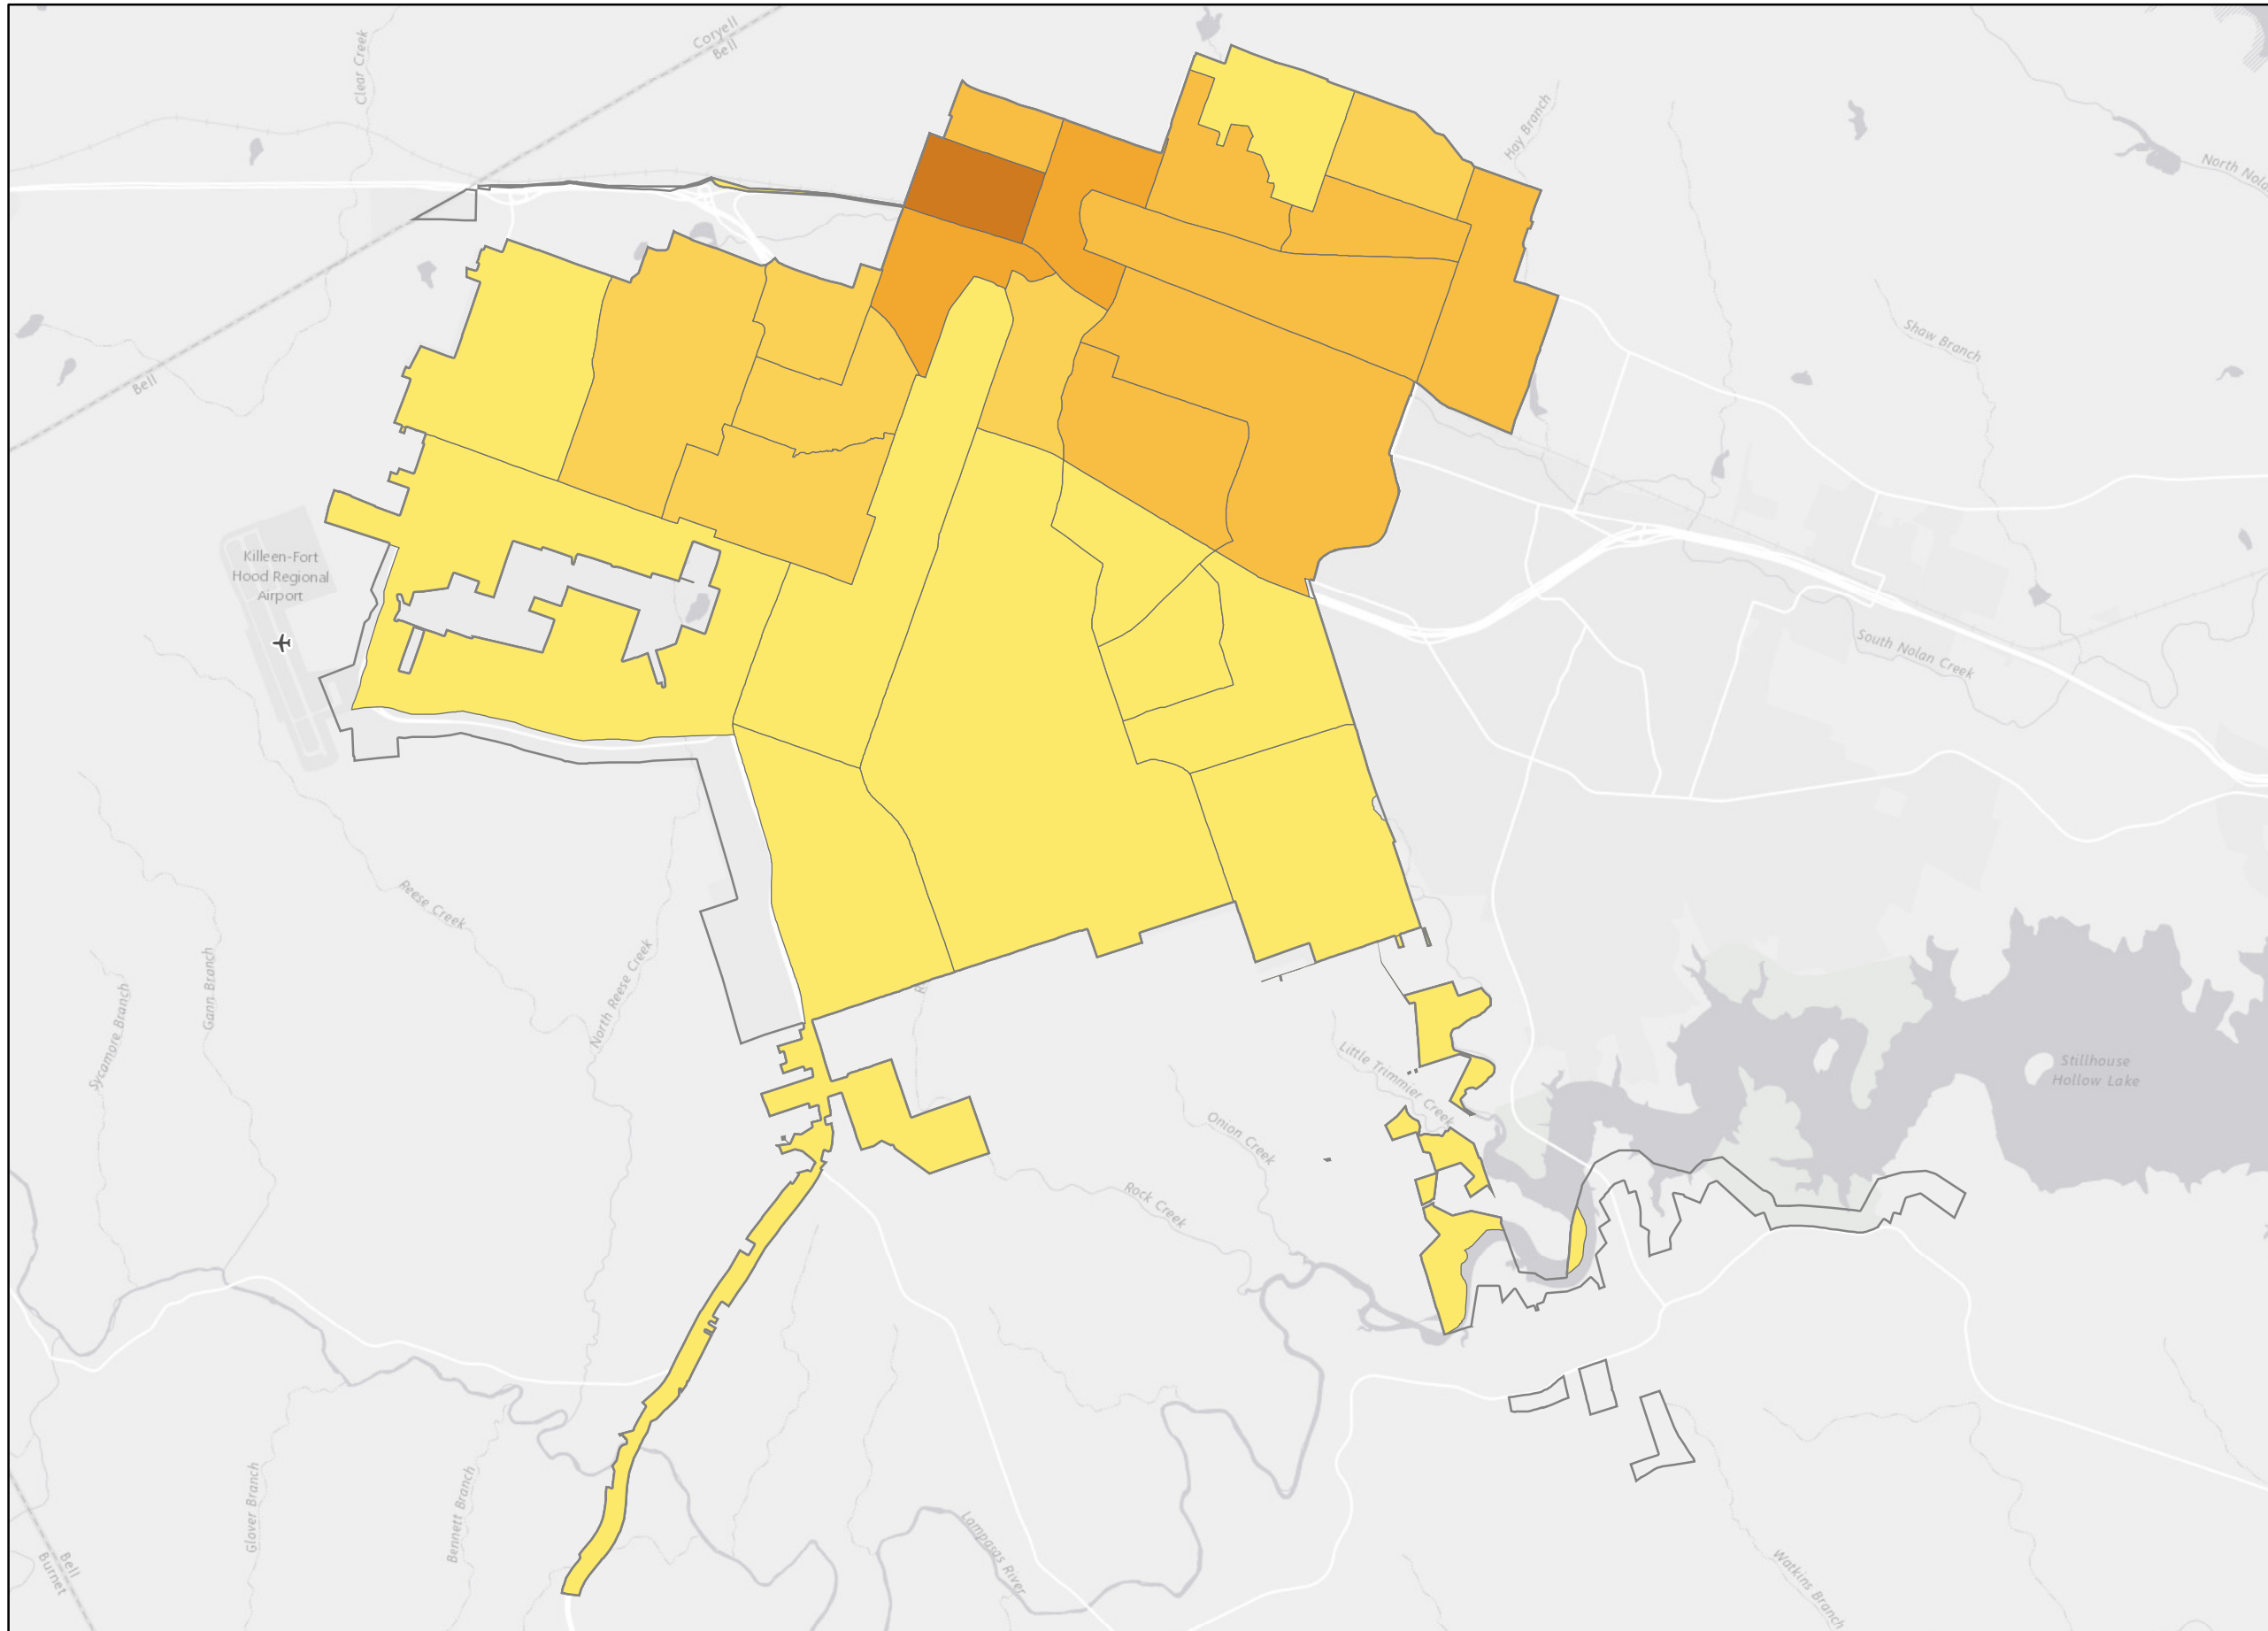 Coryell
Bell
Clear Creek
Hay Branch
North Nola
Shaw Branch
Bell
Killeen-Fort
Hood Regional
Airport
South Nolan Creek
Reese Creek
Gann Branch
North Reese Creek
Sycamore Branch
R
Little Trimmier Creek
Stillhouse
Hollow Lake
Onion Creek
Rock Creek
Glover Branch
Bennett Branch
Lampasas River
Bell
Burnet
Watkins Branch